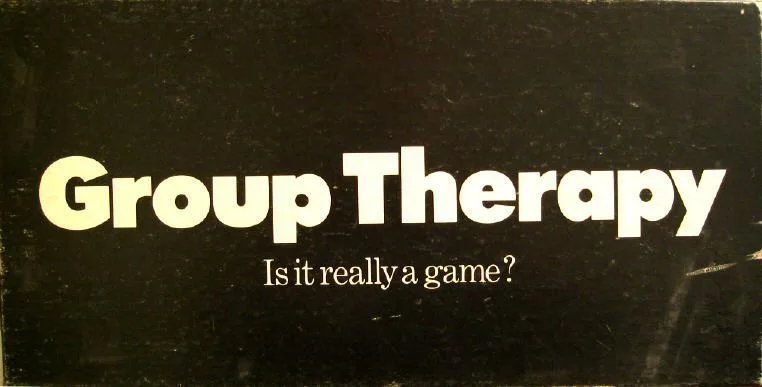 Group Therapy
Is it really a game?